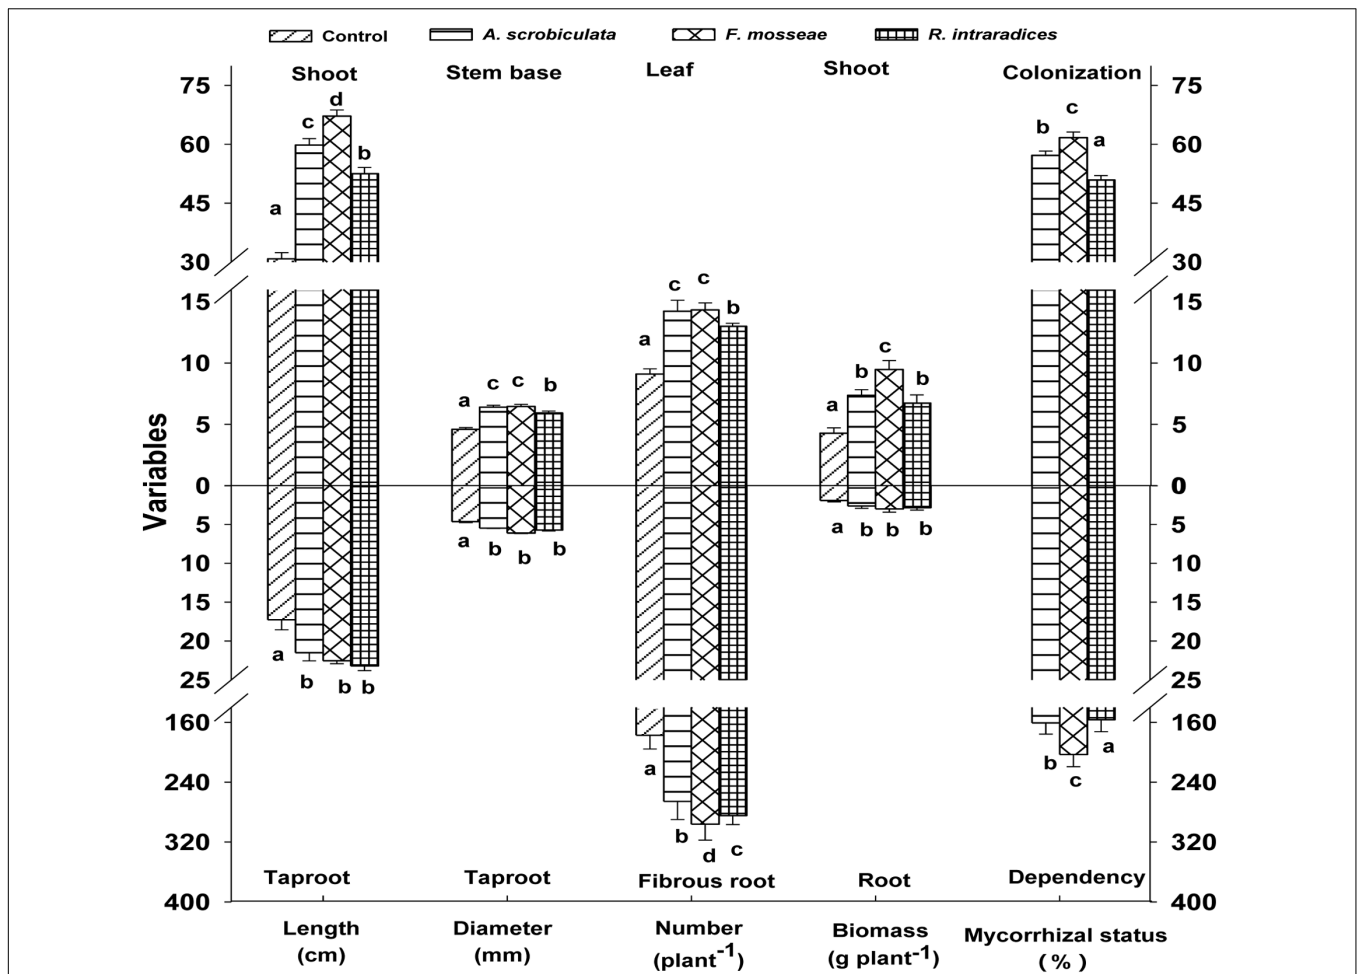 Control A. scrobiculata F. mosseae R. intraradices
Shoot Stem base Leaf Shoot Colonization
75 75
d
c c
b a
60 60
b
45 45
a
30 30
c c
15 15
b
a
c
10 10
b b
c c b
a a
5 5
Variables
0 0
5 5
a b b b a b b b
10 10
15 15
20 20
a b b b
25 25
160 160
a b c a
240 240
b d c
320 320
Taproot Taproot Fibrous root Root Dependency
400 400
Length Diameter Number Biomass Mycorrhizal status
(cm) (mm) (plant-1) (g plant-1) (%)